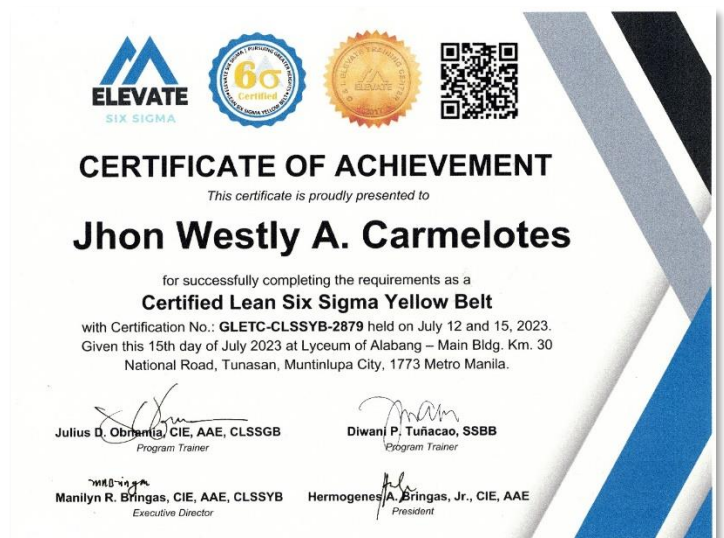 ELEVATE
SIX SIGMA
6σ
Certified
CERTIFICATE OF ACHIEVEMENT
This certificate is proudly presented to
Jhon Westly A. Carmelotes
for successfully completing the requirements as a
Certified Lean Six Sigma Yellow Belt
with Certification No.: GLETC-CLSSYB-2879 held on July 12 and 15, 2023.
Given this 15th day of July 2023 at Lyceum of Alabang – Main Bldg. Km. 30
National Road, Tunasan, Muntinlupa City, 1773 Metro Manila.
Julius D. Obnamia, CIE, AAE, CLSSGB
Program Trainer
Diwani P. Tuñacao, SSBB
Program Trainer
Manilyn R. Bringas, CIE, AAE, CLSSYB
Executive Director
Hermogenes A. Bringas, Jr., CIE, AAE
President